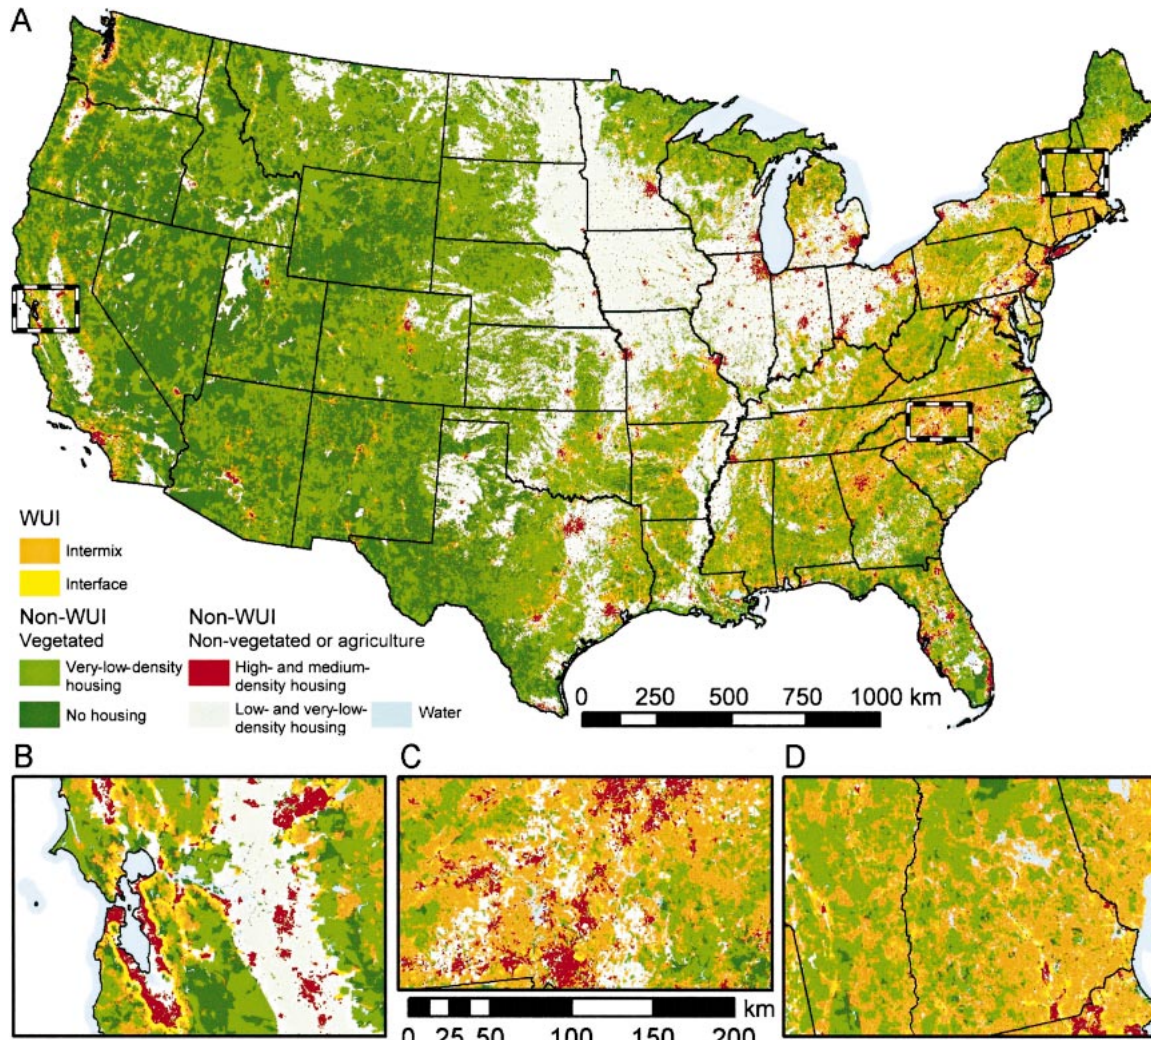 A
WUI
Intermix
Interface
Non-WUI
Vegetated
Very-low-density
housing
No housing
Non-WUI
Non-vegetated or agriculture
High- and medium-
density housing
Low- and very-low-
density housing
Water
0 250 500 750 1000 km
B
C
D
km
0 25 50 100 150 200